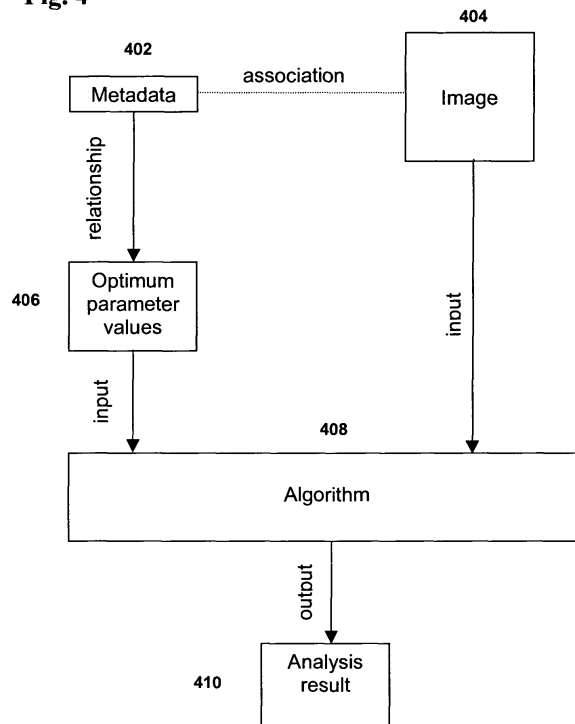 Fig. 4
402
404
association
Metadata
Image
relationship
406
Optimum
parameter
values
input
input
408
Algorithm
output
410
Analysis
result